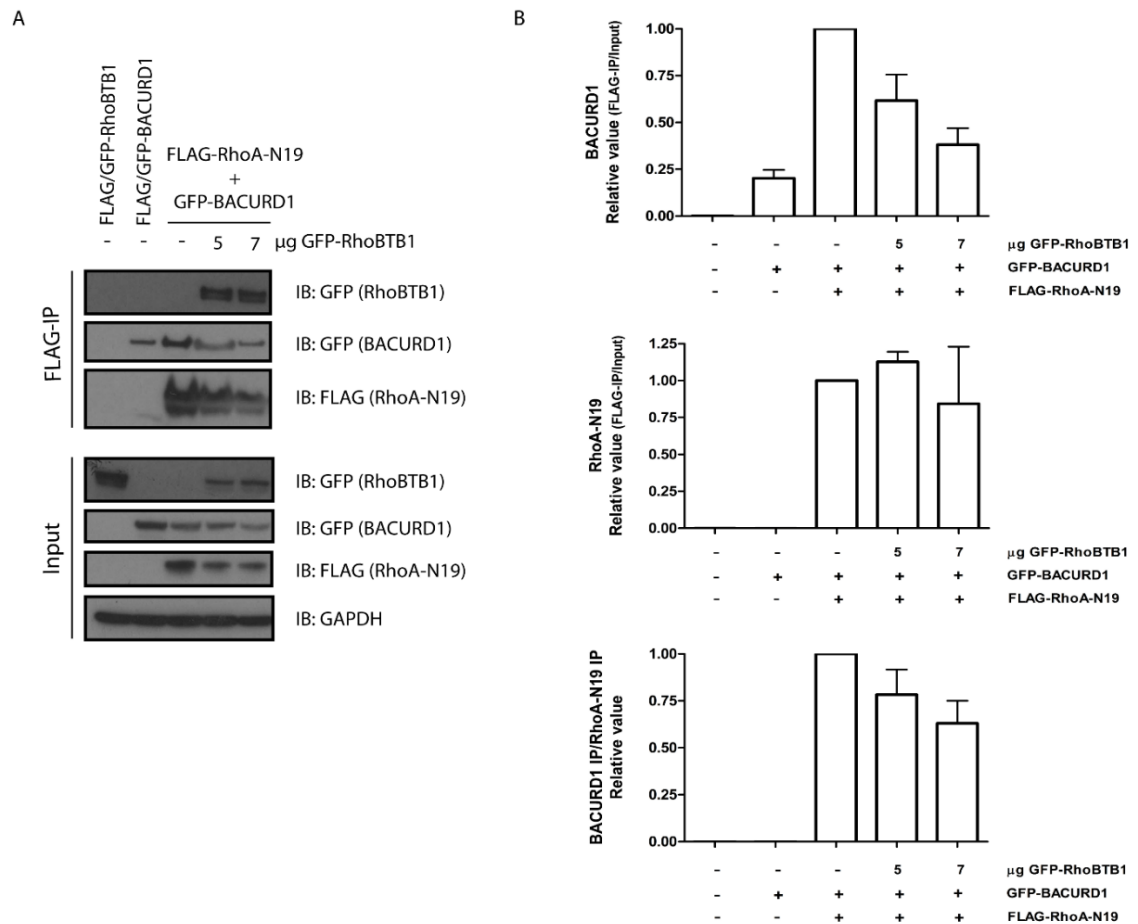 A
FLAG/GFP-RhoBTB1
FLAG/GFP-BACURD1
FLAG-RhoA-N19
+
GFP-BACURD1
- - - 5 7 µg GFP-RhoBTB1
FLAG-IP
IB: GFP (RhoBTB1)
IB: GFP (BACURD1)
IB: FLAG (RhoA-N19)
Input
IB: GFP (RhoBTB1)
IB: GFP (BACURD1)
IB: FLAG (RhoA-N19)
IB: GAPDH
B
BACURD1
Relative value (FLAG-IP/Input)
1.00
0.75
0.50
0.25
0.00
- - - 5 7 µg GFP-RhoBTB1
- + + + + GFP-BACURD1
- - + + + FLAG-RhoA-N19
RhoA-N19
Relative value (FLAG-IP/Input)
1.25
1.00
0.75
0.50
0.25
0.00
- - - 5 7 µg GFP-RhoBTB1
- + + + + GFP-BACURD1
- - + + + FLAG-RhoA-N19
BACURD1 IP/RhoA-N19 IP
Relative value
1.00
0.75
0.50
0.25
0.00
- - - 5 7 µg GFP-RhoBTB1
- + + + + GFP-BACURD1
- - + + + FLAG-RhoA-N19